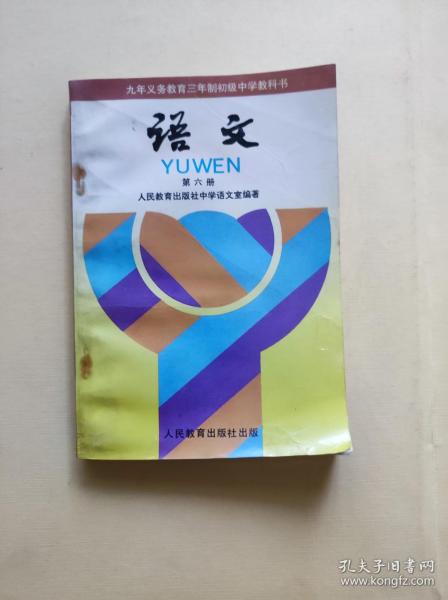 九年义务教育三年制初级中学教科书
语文
YUWEN
第六册
人民教育出版社中学语文室编著
人民教育出版社出版
孔夫子旧书网
www.kongfz.com